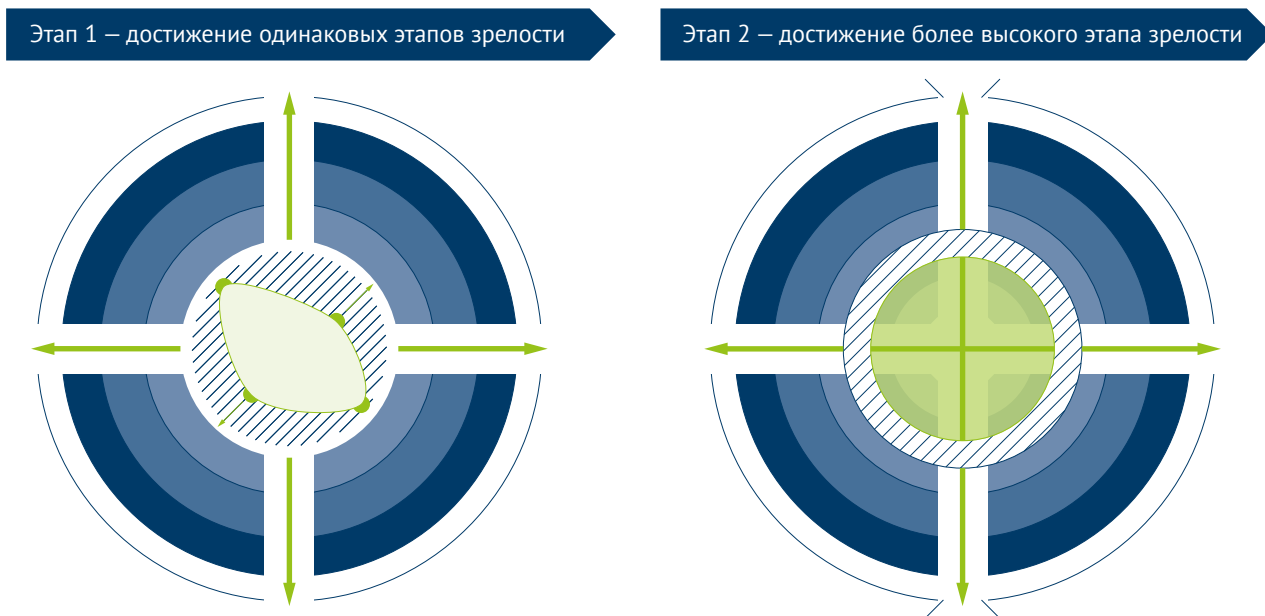 Этап 1 — достижение одинаковых этапов зрелости
Этап 2 — достижение более высокого этапа зрелости